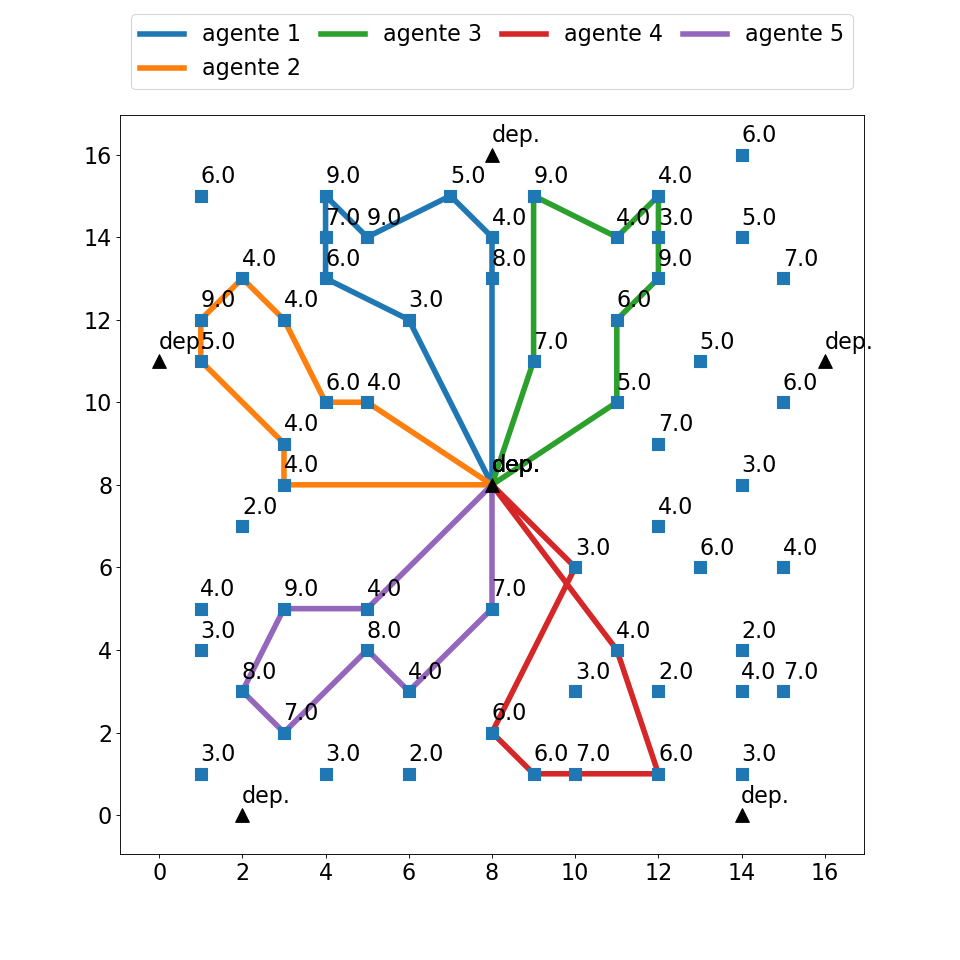 agente 1 agente 3 agente 4 agente 5
agente 2
dep. 6.0
16
6.0 9.0 5.0 9.0 4.0
7.0 9.0 4.0 4.0 3.0 5.0
14
4.0 6.0 8.0 9.0 7.0
9.0 4.0 3.0 6.0
12
dep. 5.0 7.0 5.0 dep.
6.0 4.0 5.0 6.0
10
4.0 7.0
4.0 dep. 3.0
8
2.0 4.0
3.0 6.0 4.0
6
4.0 9.0 4.0 7.0
3.0 8.0 4.0 2.0
4
8.0 4.0 3.0 2.0 4.0 7.0
7.0 6.0
2
3.0 3.0 2.0 6.0 7.0 6.0 3.0
dep. dep.
0
0 2 4 6 8 10 12 14 16